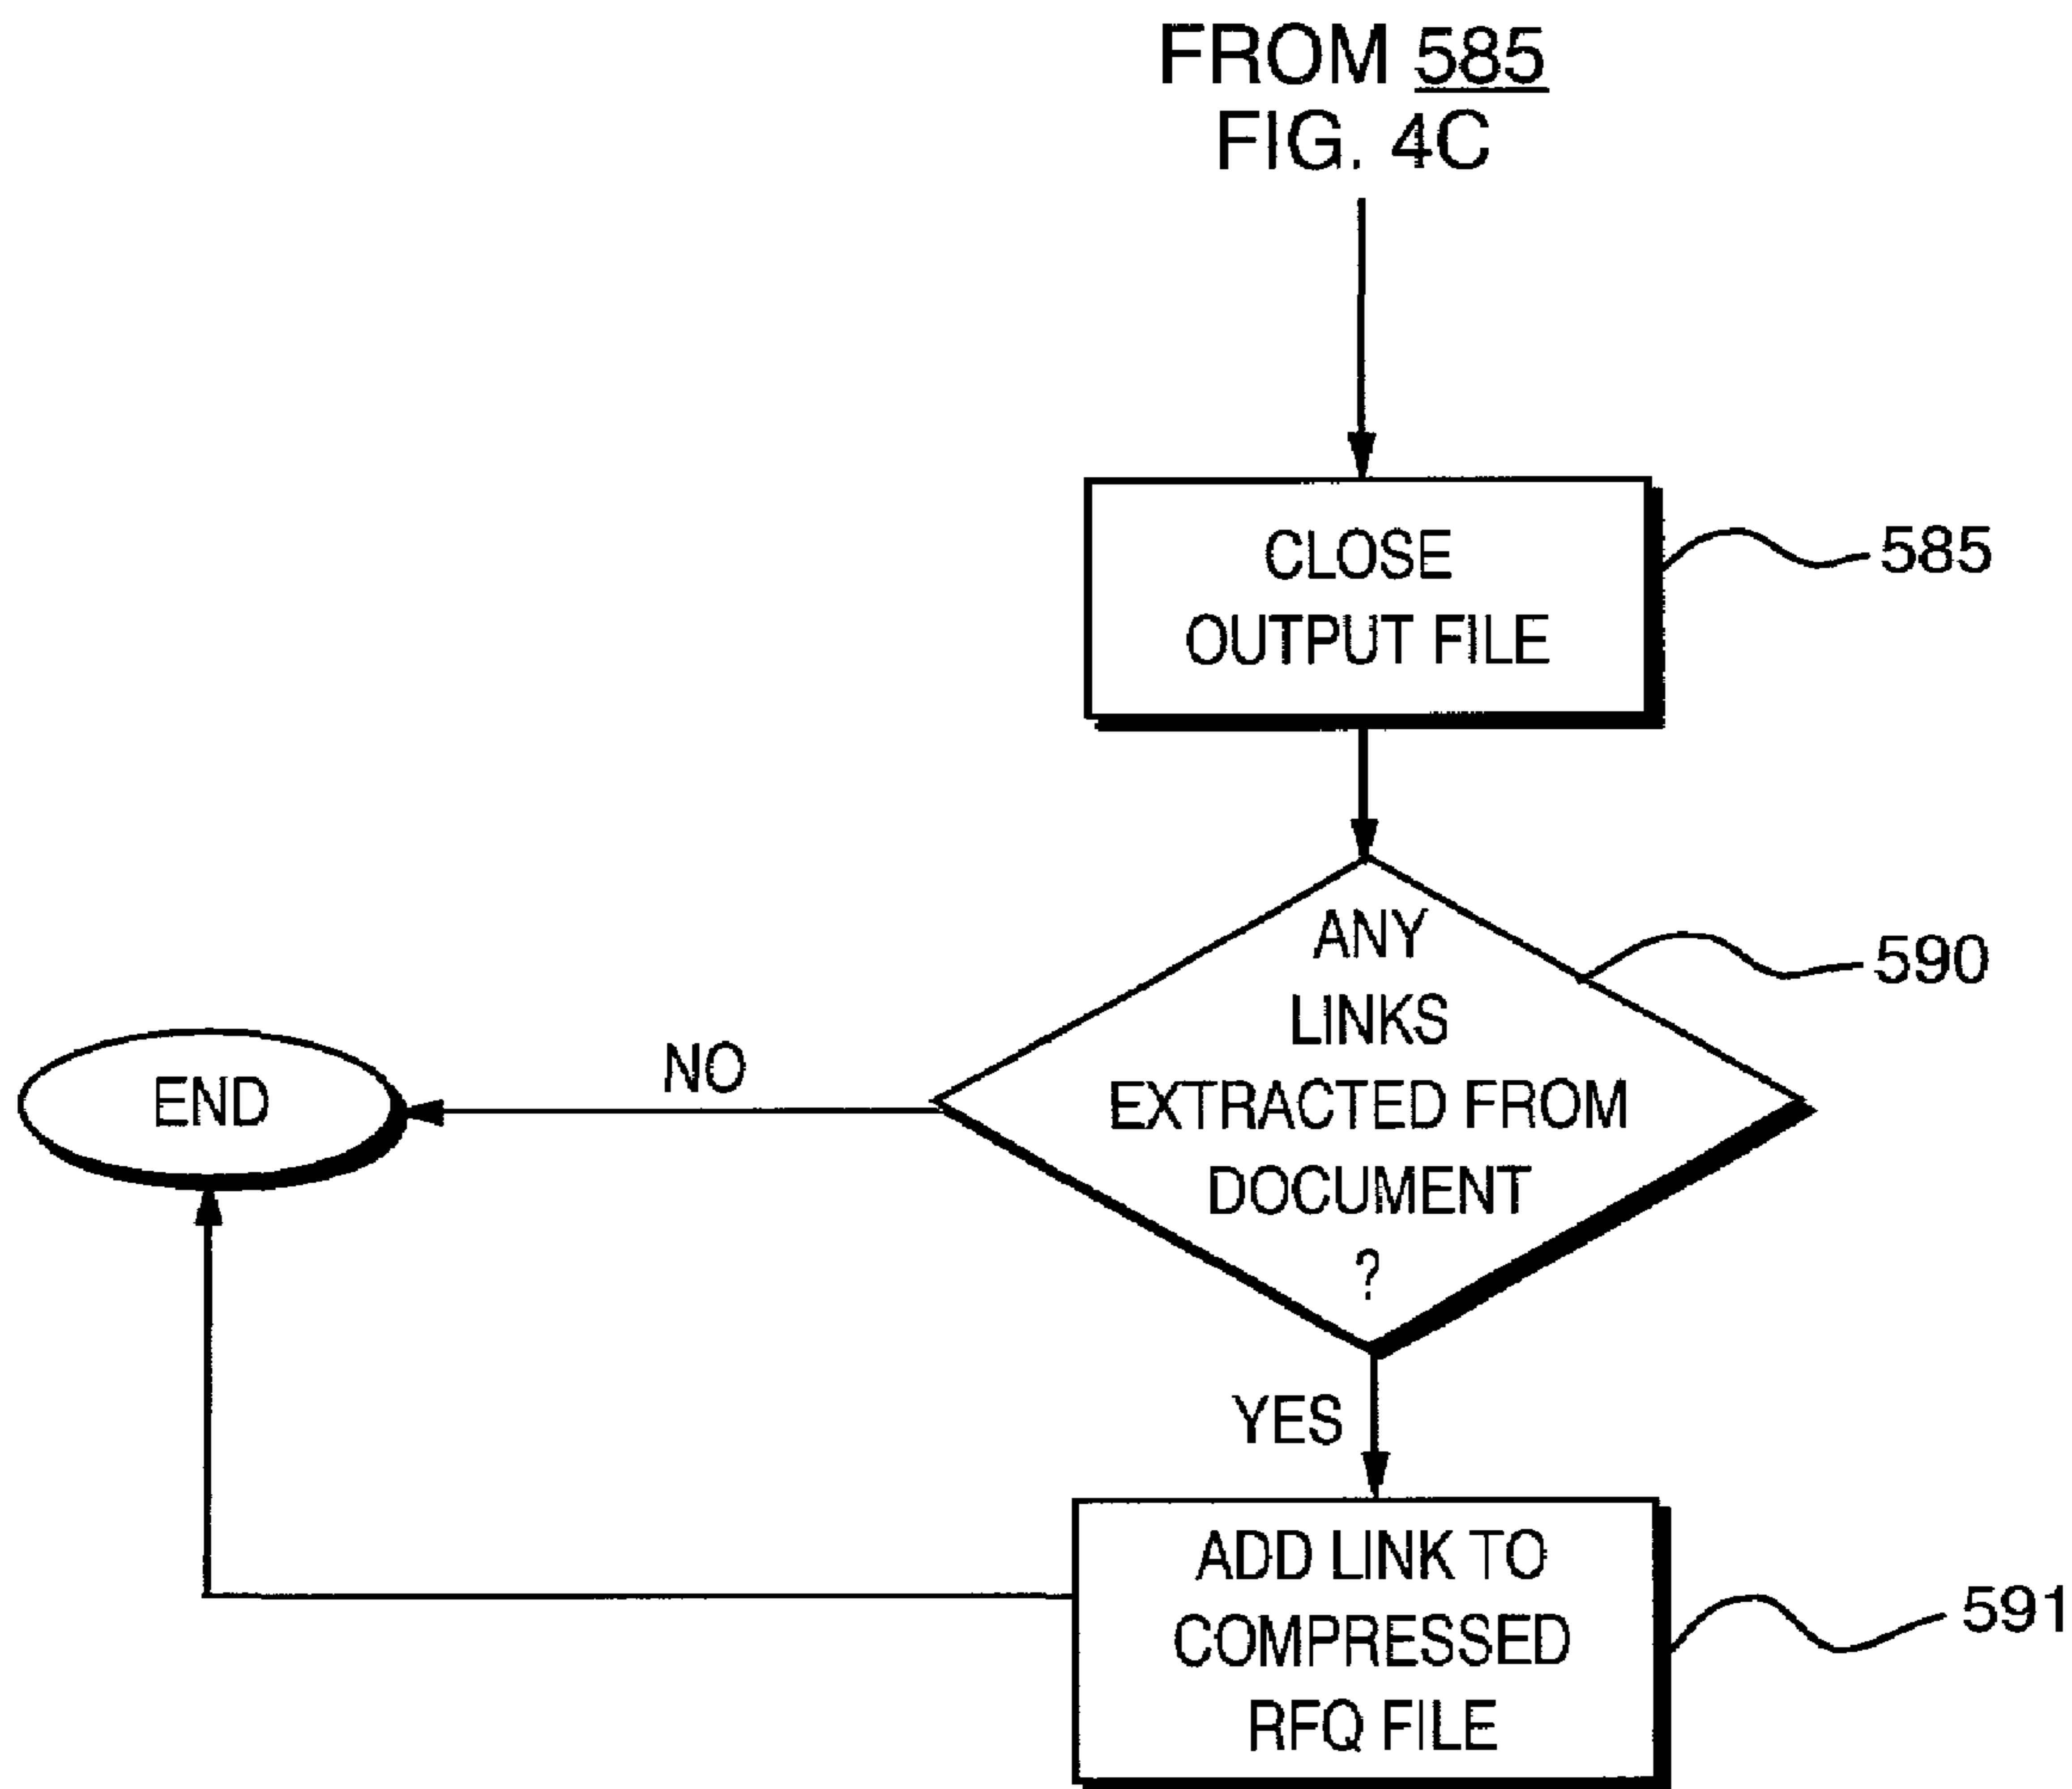 FROM 585
FIG. 4C
CLOSE
OUTPUT FILE
585
ANY
LINKS
EXTRACTED FROM
DOCUMENT
?
590
NO
END
YES
ADD LINK TO
COMPRESSED
RFQ FILE
591